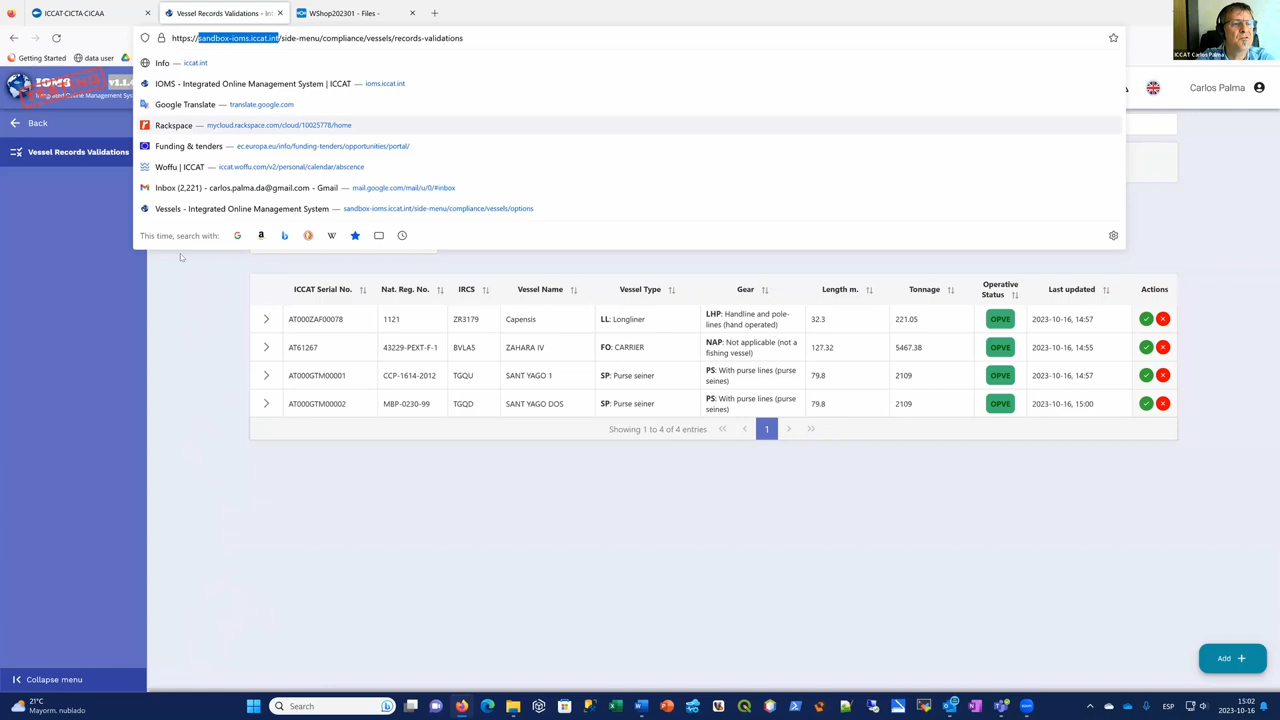 ICCAT·CICTA·CICAA
Vessel Records Validations - Int
WShop202301 - Files -
https://sandbox-ioms.iccat.int/side-menu/compliance/vessels/records-validations
Getting Started
data user
Info — iccat.int
IOMS - Integrated Online Management System | ICCAT — ioms.iccat.int
Google Translate — translate.google.com
Rackspace — mycloud.rackspace.com/cloud/10025778/home
Funding & tenders — ec.europa.eu/info/funding-tenders/opportunities/portal/
Woffu | ICCAT — iccat.woffu.com/v2/personal/calendar/abscence
Inbox (2,221) - carlos.palma.da@gmail.com - Gmail — mail.google.com/mail/u/0/#inbox
Vessels - Integrated Online Management System — sandbox-ioms.iccat.int/side-menu/compliance/vessels/options
This time, search with:
ICCAT Carlos Palma
IOMS
Integrated Online Management Sys
Carlos Palma
Back
Vessel Records Validations
ICCAT Serial No. Nat. Reg. No. IRCS Vessel Name Vessel Type Gear Length m. Tonnage Operative Status Last updated Actions
AT000ZAF00078 1121 ZR3179 Capensis LL: Longliner LHP: Handline and pole-lines (hand operated) 32.3 221.05 OPVE 2023-10-16, 14:57
AT61267 43229-PEXT-F-1 BVLA5 ZAHARA IV FO: CARRIER NAP: Not applicable (not a fishing vessel) 127.32 5467.38 OPVE 2023-10-16, 14:55
AT000GTM00001 CCP-1614-2012 TGQU SANT YAGO 1 SP: Purse seiner PS: With purse lines (purse seines) 79.8 2109 OPVE 2023-10-16, 14:57
AT000GTM00002 MBP-0230-99 TGQD SANT YAGO DOS SP: Purse seiner PS: With purse lines (purse seines) 79.8 2109 OPVE 2023-10-16, 15:00
Showing 1 to 4 of 4 entries
1
Add +
Collapse menu
21°C
Mayorm. nublado
Search
ESP
15:02
2023-10-16